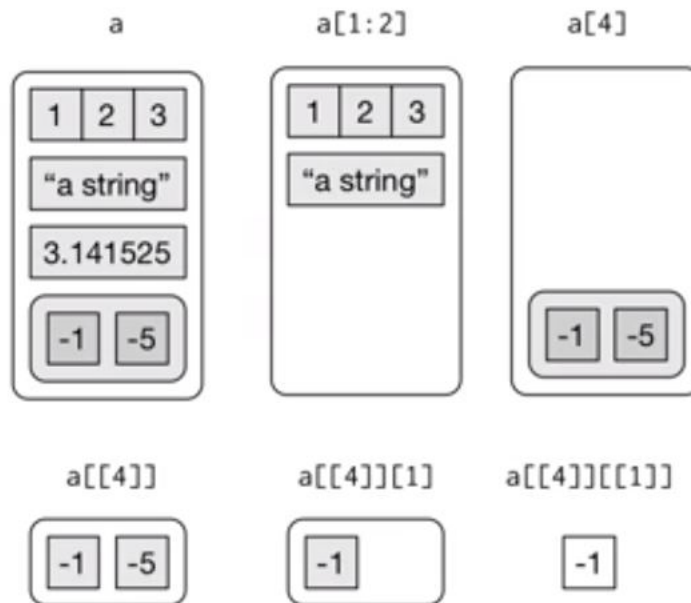 a a[1:2] a[4]
1 2 3 1 2 3
“a string” “a string”
3.141525
-1 -5 -1 -5
a[[4]] a[[4]][1] a[[4]][[1]]
-1 -5 -1 -1